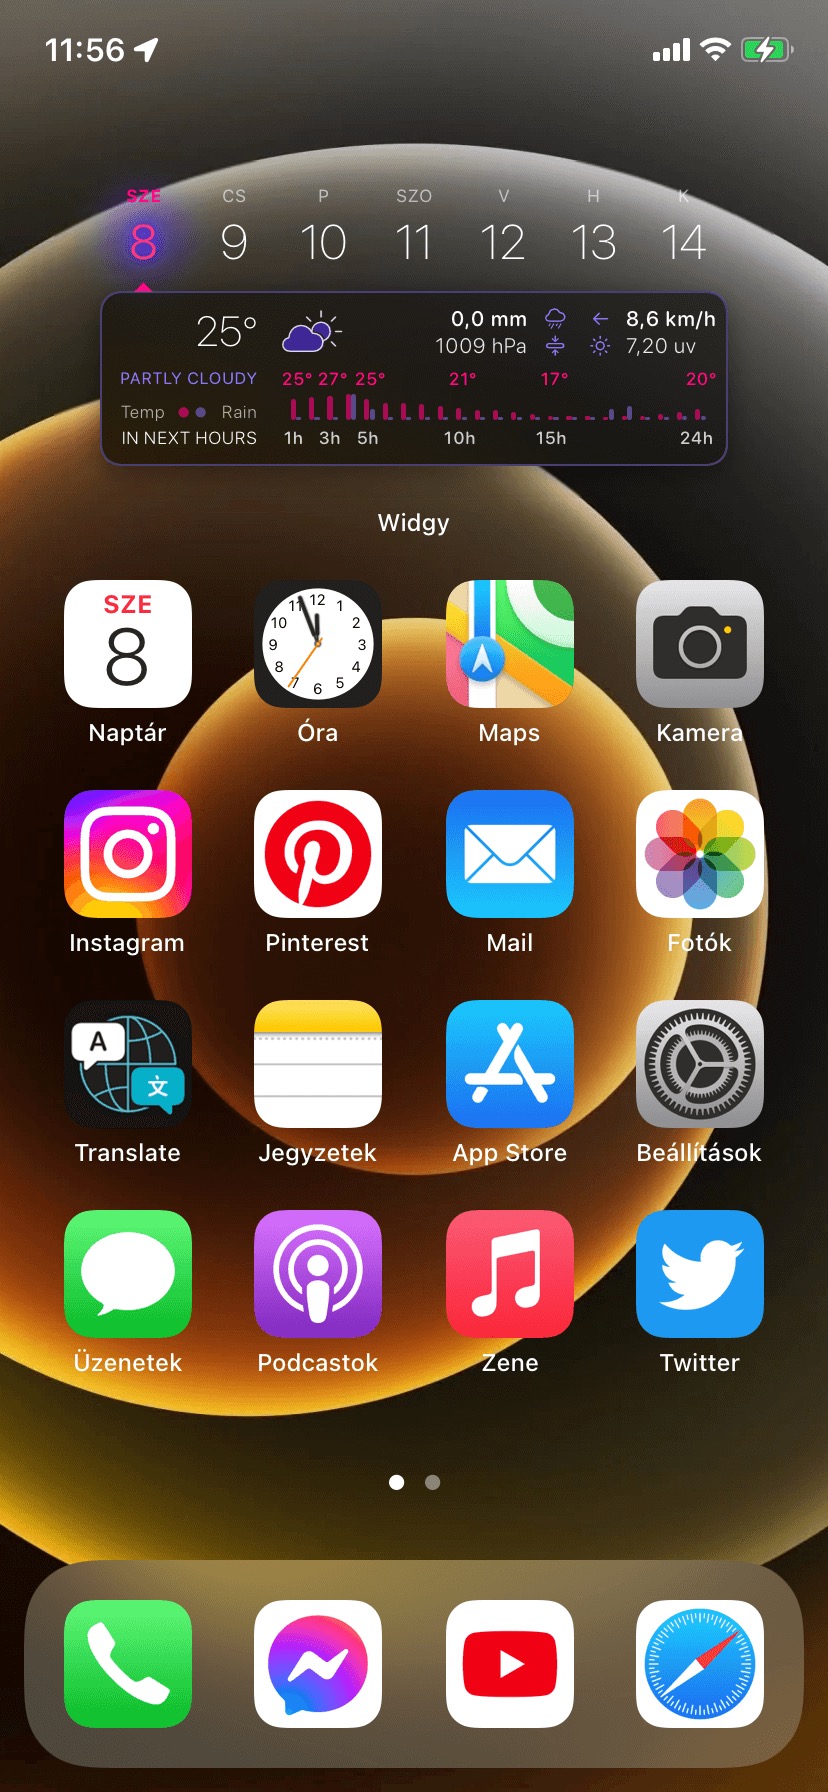 11:56
SZE CS P SZO V H K
8 9 10 11 12 13 14
25° 0,0 mm 8,6 km/h
1009 hPa 7,20 uv
PARTLY CLOUDY 25° 27° 25° 21° 17° 20°
Temp Rain
IN NEXT HOURS 1h 3h 5h 10h 15h 24h
Widgy
SZE
8
12 1 2 3 4 5 6 7 8 9 10 11
Naptár Óra Maps Kamera
Instagram Pinterest Mail Fotók
A
文
Translate Jegyzetek App Store Beállítások
Üzenetek Podcastok Zene Twitter